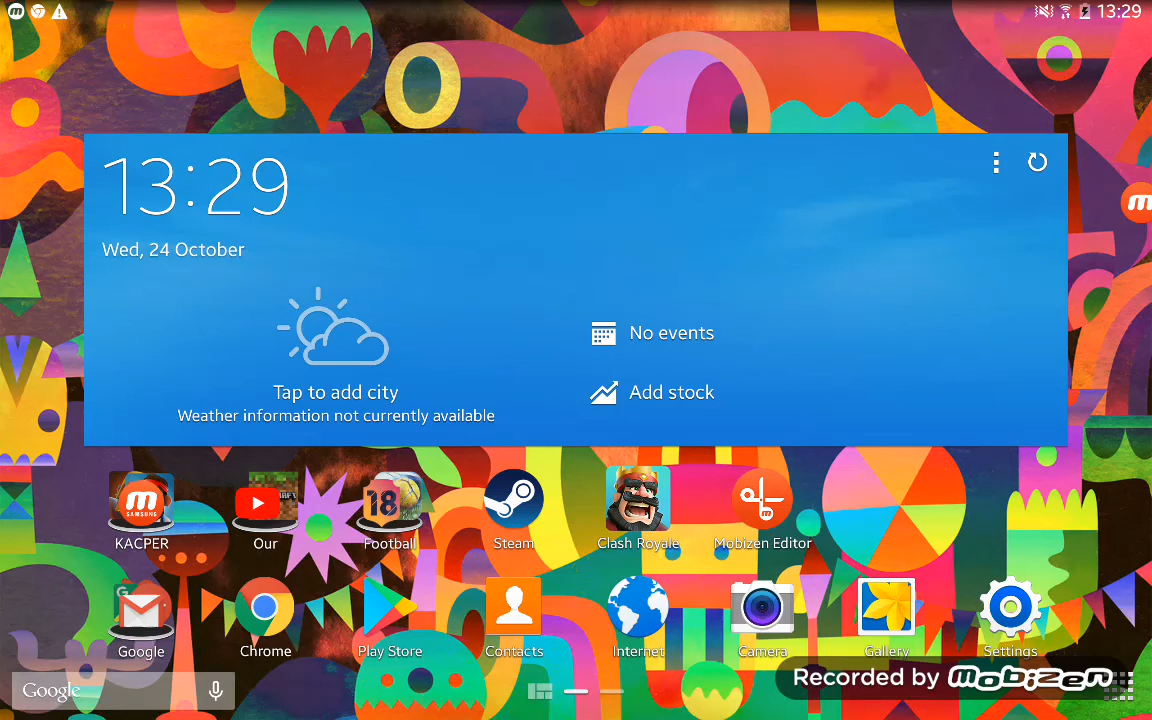 13:29
13:29
Wed, 24 October
No events
Tap to add city
Add stock
Weather information not currently available
SAMSUNG
18
KACPER
Our
Football
Steam
Clash Royale
Mobizen Editor
G
Google
Chrome
Play Store
Contacts
Internet
Camera
Gallery
Settings
Google
Recorded by mobizen